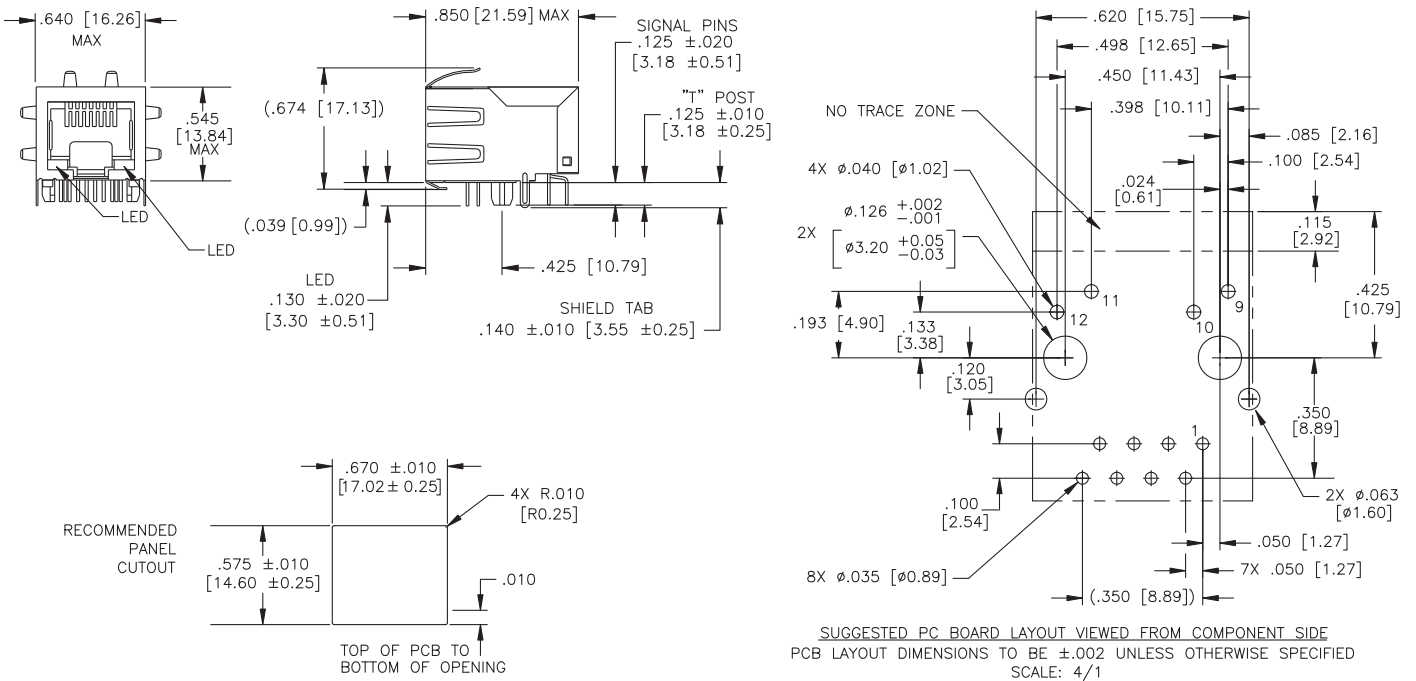 .640 [16.26]
MAX
.545
[13.84]
MAX
LED
LED
.850 [21.59] MAX
(.674 [17.13])
(.039 [0.99])
SIGNAL PINS
.125 ±.020
[3.18 ±0.51]
"T" POST
.125 ±.010
[3.18 ±0.25]
.425 [10.79]
LED
.130 ±.020
[3.30 ±0.51]
SHIELD TAB
.140 ±.010 [3.55 ±0.25]
RECOMMENDED
PANEL
CUTOUT
.670 ±.010
[17.02± 0.25]
4X R.010
[R0.25]
.575 ±.010
[14.60 ±0.25]
.010
TOP OF PCB TO
BOTTOM OF OPENING
.620 [15.75]
.498 [12.65]
.450 [11.43]
.398 [10.11]
.085 [2.16]
.100 [2.54]
.024
[0.61]
NO TRACE ZONE
4X ø.040 [ø1.02]
2X
ø.126 +.002
-.001
[ø3.20 +0.05
-0.03]
.115
[2.92]
.425
[10.79]
11
9
12
10
.193 [4.90]
.133
[3.38]
.120
[3.05]
.350
[8.89]
1
.100
[2.54]
2X ø.063
[ø1.60]
.050 [1.27]
7X .050 [1.27]
8X ø.035 [ø0.89]
(.350 [8.89])
SUGGESTED PC BOARD LAYOUT VIEWED FROM COMPONENT SIDE
PCB LAYOUT DIMENSIONS TO BE ±.002 UNLESS OTHERWISE SPECIFIED
SCALE: 4/1